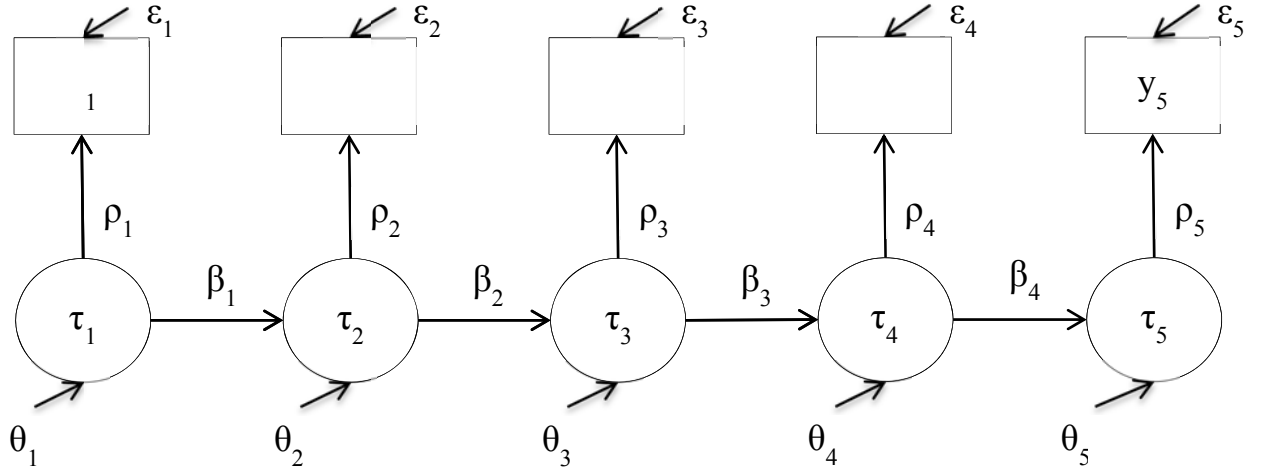 ε₁ ε₂ ε₃ ε₄ ε₅
₁ y₅
ρ₁ ρ₂ ρ₃ ρ₄ ρ₅
β₁ β₂ β₃ β₄
τ₁ τ₂ τ₃ τ₄ τ₅
θ₁ θ₂ θ₃ θ₄ θ₅